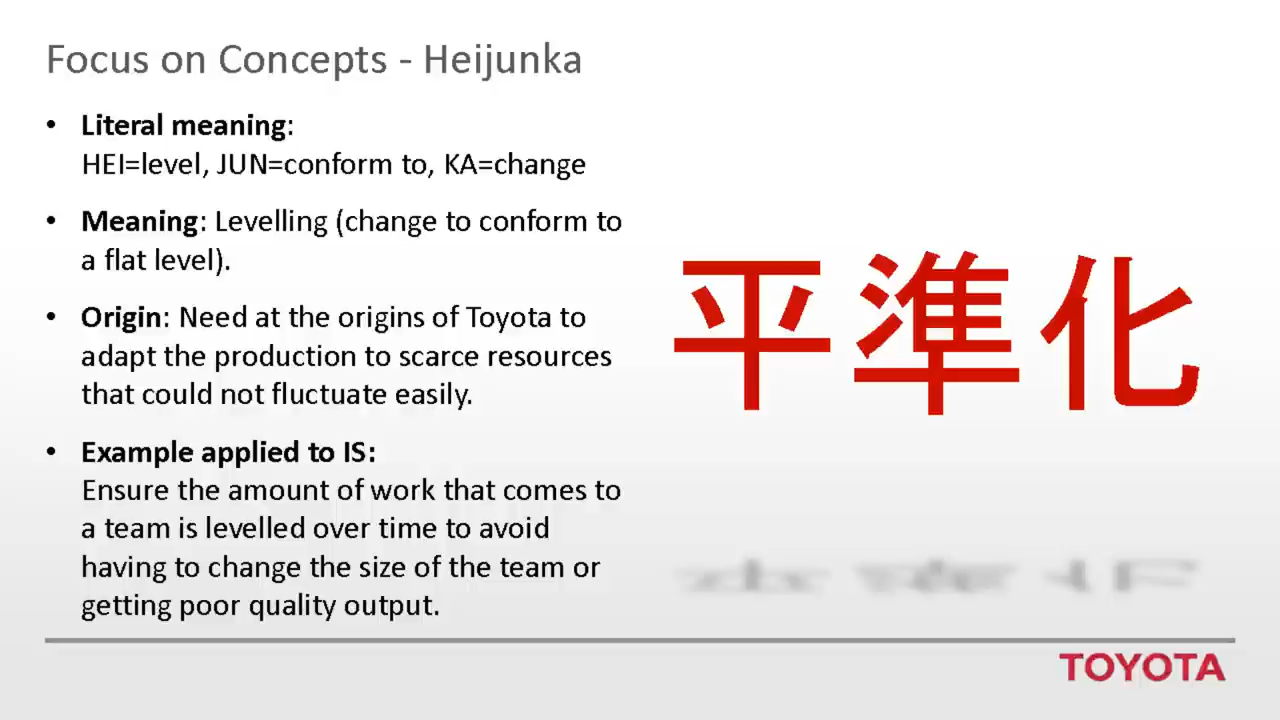 Focus on Concepts - Heijunka
• Literal meaning:
HEI=level, JUN=conform to, KA=change
• Meaning: Levelling (change to conform to
a flat level).
• Origin: Need at the origins of Toyota to
adapt the production to scarce resources
that could not fluctuate easily.
• Example applied to IS:
Ensure the amount of work that comes to
a team is levelled over time to avoid
having to change the size of the team or
getting poor quality output.
平準化
TOYOTA